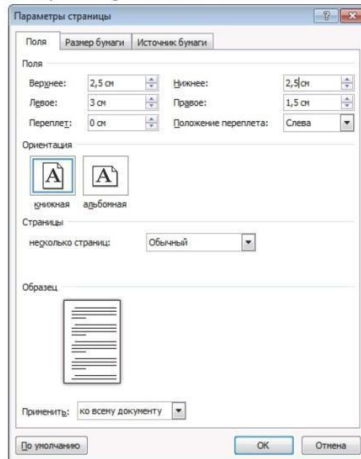 Параметры страницы
Поля Размер бумаги Источник бумаги
Поля
Верхнее: 2,5 см Нижнее: 2,5 см
Левое: 3 см Правое: 1,5 см
Переплет: 0 см Положение переплета: Слева
Ориентация
книжная альбомная
Страницы
несколько страниц: Обычный
Образец
Применить: ко всему документу
По умолчанию ОК Отмена